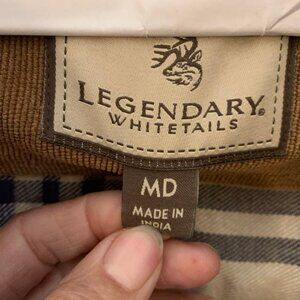 LEGENDARY®
WHITETAILS
MD
MADE IN
INDIA